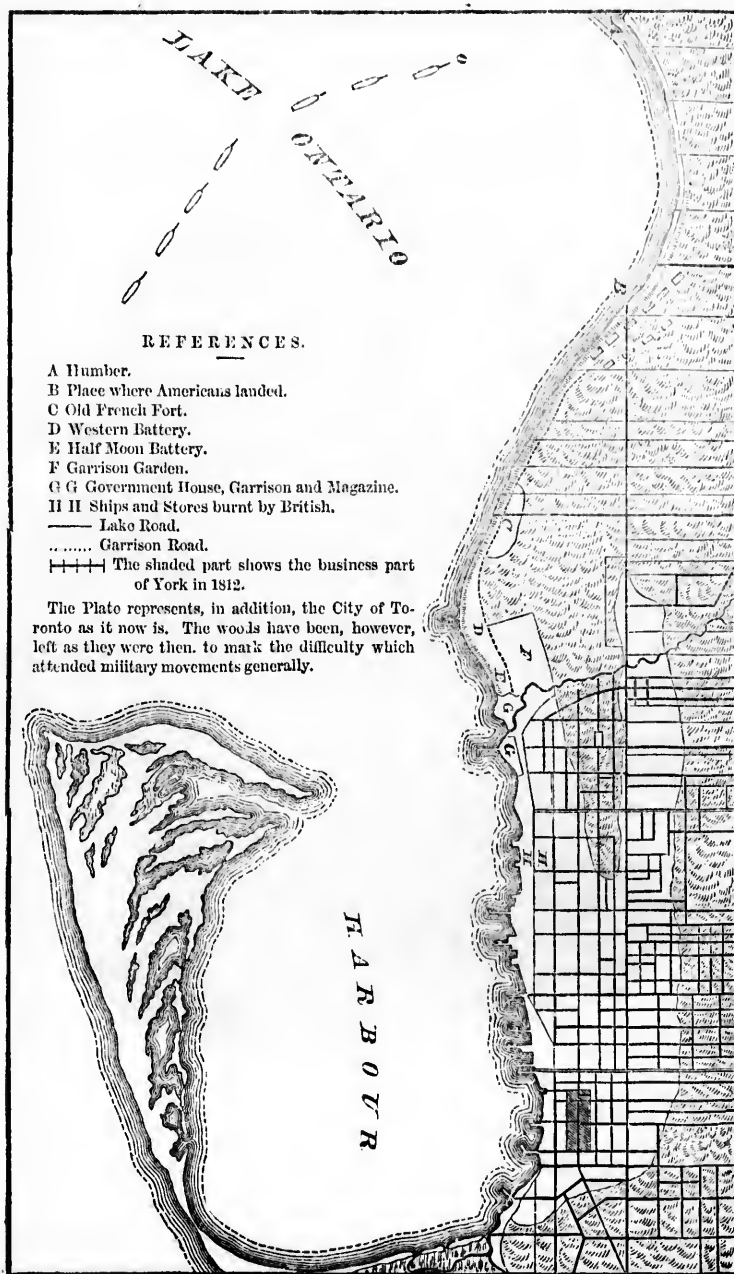 LAKE
ONTARIO
REFERENCES.
A Humber.
B Place where Americans landed.
C Old French Fort.
D Western Battery.
E Half Moon Battery.
F Garrison Garden.
G G Government House, Garrison and Magazine.
H H Ships and Stores burnt by British.
Lake Road.
Garrison Road.
The shaded part shows the business part
of York in 1812.
The Plate represents, in addition, the City of To-
ronto as it now is. The woods have been, however,
left as they were then. to mark the difficulty which
attended military movements generally.
B
C
D
F
E
G
G
H
H
HARBOUR